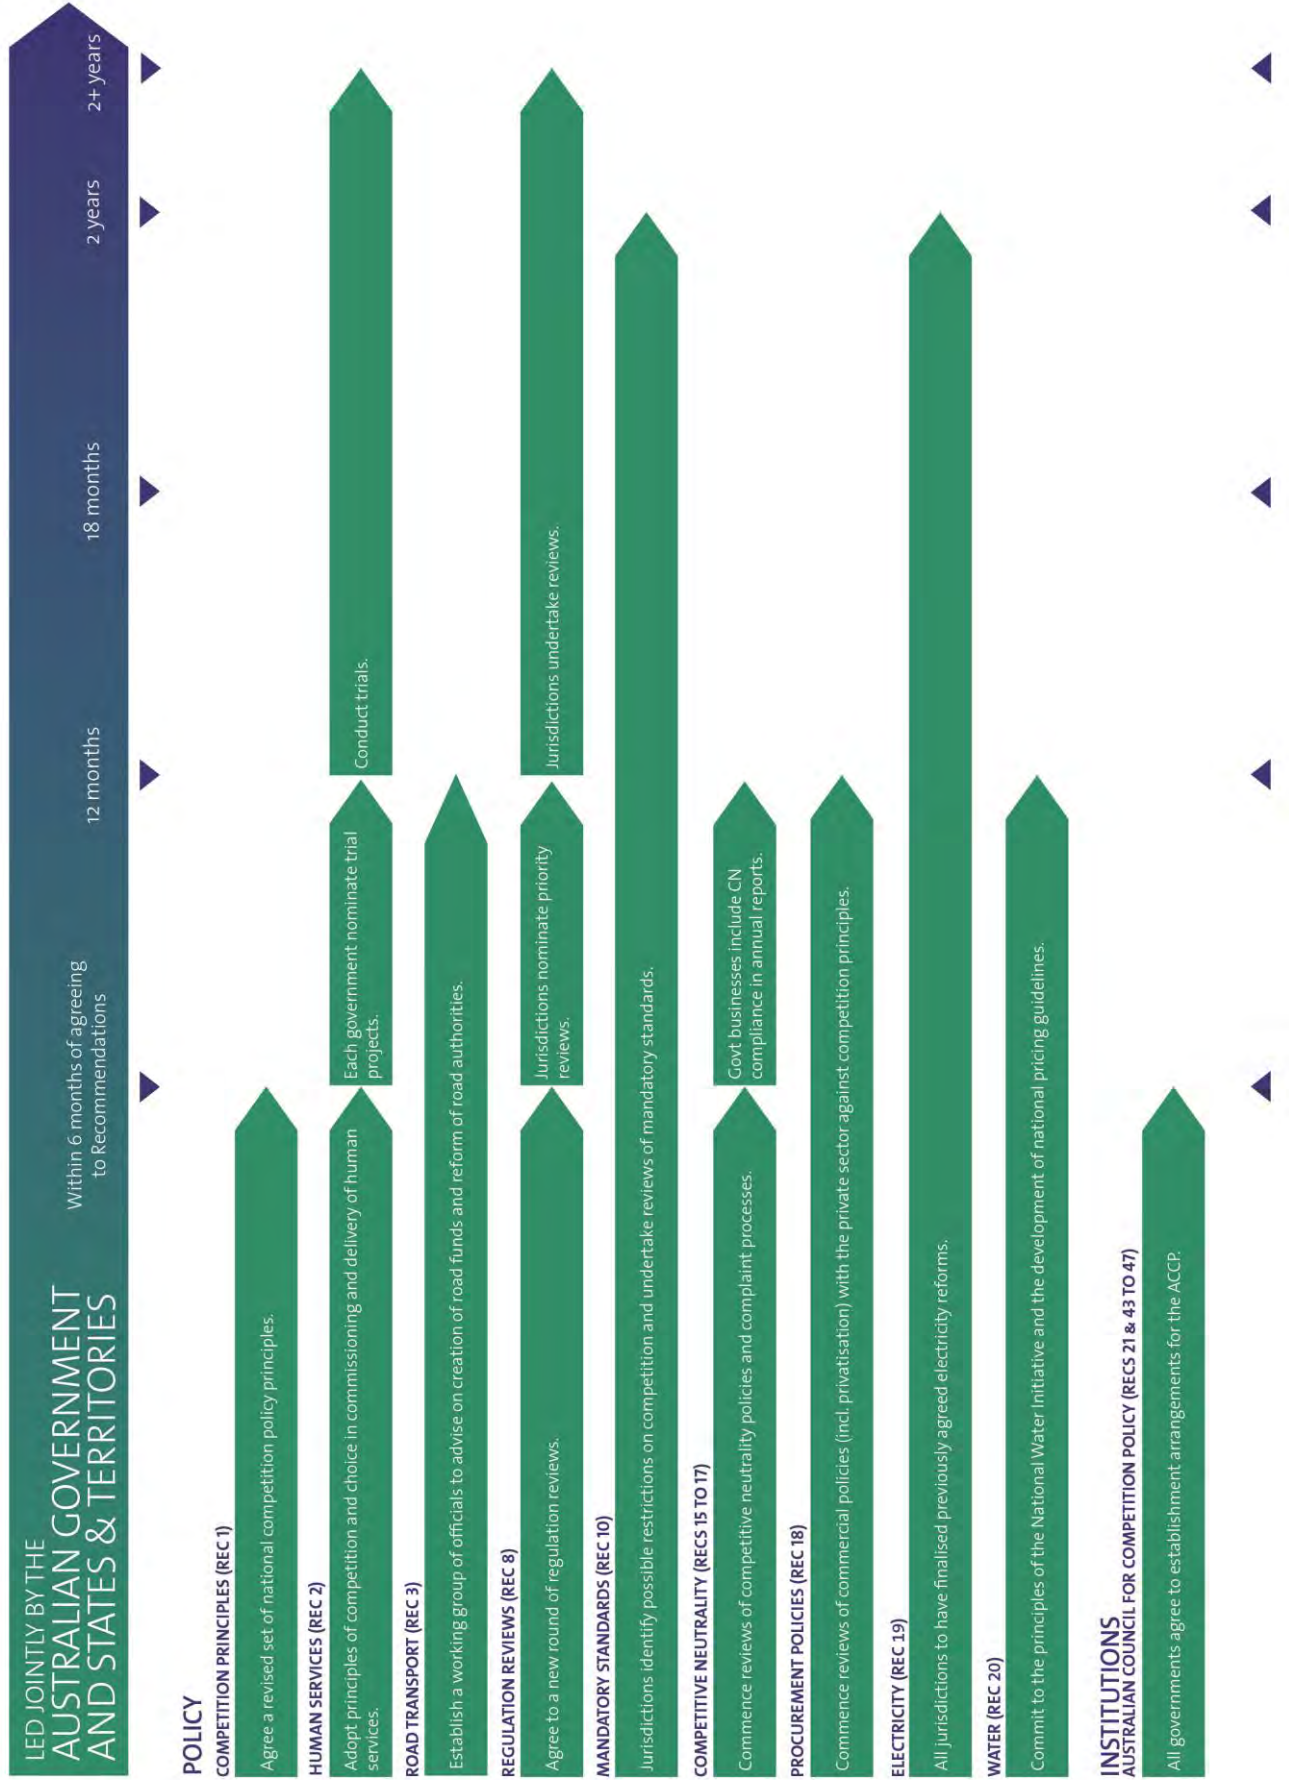 LED JOINTLY BY THE
AUSTRALIAN GOVERNMENT
AND STATES & TERRITORIES
Within 6 months of agreeing
to Recommendations
12 months
18 months
2 years
2+ years
POLICY
COMPETITION PRINCIPLES (REC 1)
Agree a revised set of national competition policy principles.
HUMAN SERVICES (REC 2)
Adopt principles of competition and choice in commissioning and delivery of human
services.
Each government nominate trial
projects.
Conduct trials.
ROAD TRANSPORT (REC 3)
Establish a working group of officials to advise on creation of road funds and reform of road authorities.
REGULATION REVIEWS (REC 8)
Agree to a new round of regulation reviews.
Jurisdictions nominate priority
reviews.
Jurisdictions undertake reviews.
MANDATORY STANDARDS (REC 10)
Jurisdictions identify possible restrictions on competition and undertake reviews of mandatory standards.
COMPETITIVE NEUTRALITY (RECS 15 TO 17)
Commence reviews of competitive neutrality policies and complaint processes.
Govt businesses include CN
compliance in annual reports.
PROCUREMENT POLICIES (REC 18)
Commence reviews of commercial policies (incl. privatisation) with the private sector against competition principles.
ELECTRICITY (REC 19)
All jurisdictions to have finalised previously agreed electricity reforms.
WATER (REC 20)
Commit to the principles of the National Water Initiative and the development of national pricing guidelines.
INSTITUTIONS
AUSTRALIAN COUNCIL FOR COMPETITION POLICY (RECS 21 & 43 TO 47)
All governments agree to establishment arrangements for the ACCP.